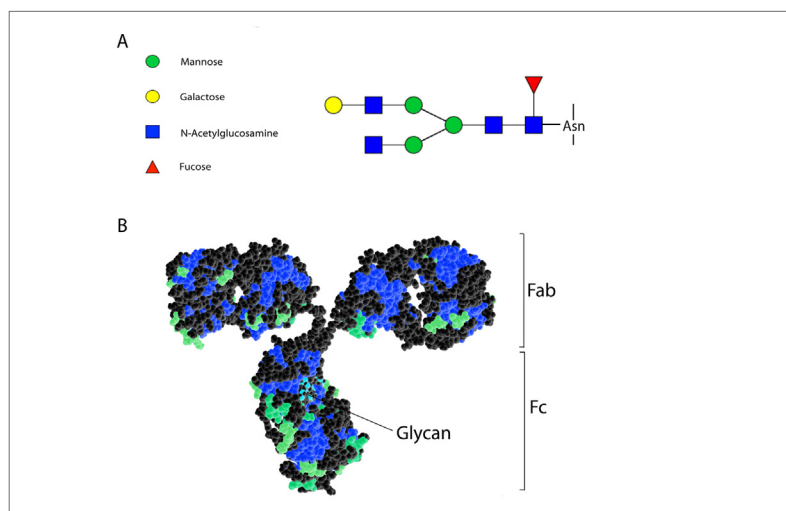 A
Mannose
Galactose
N-Acetylglucosamine
Fucose
Asn
B
Fab
Glycan
Fc